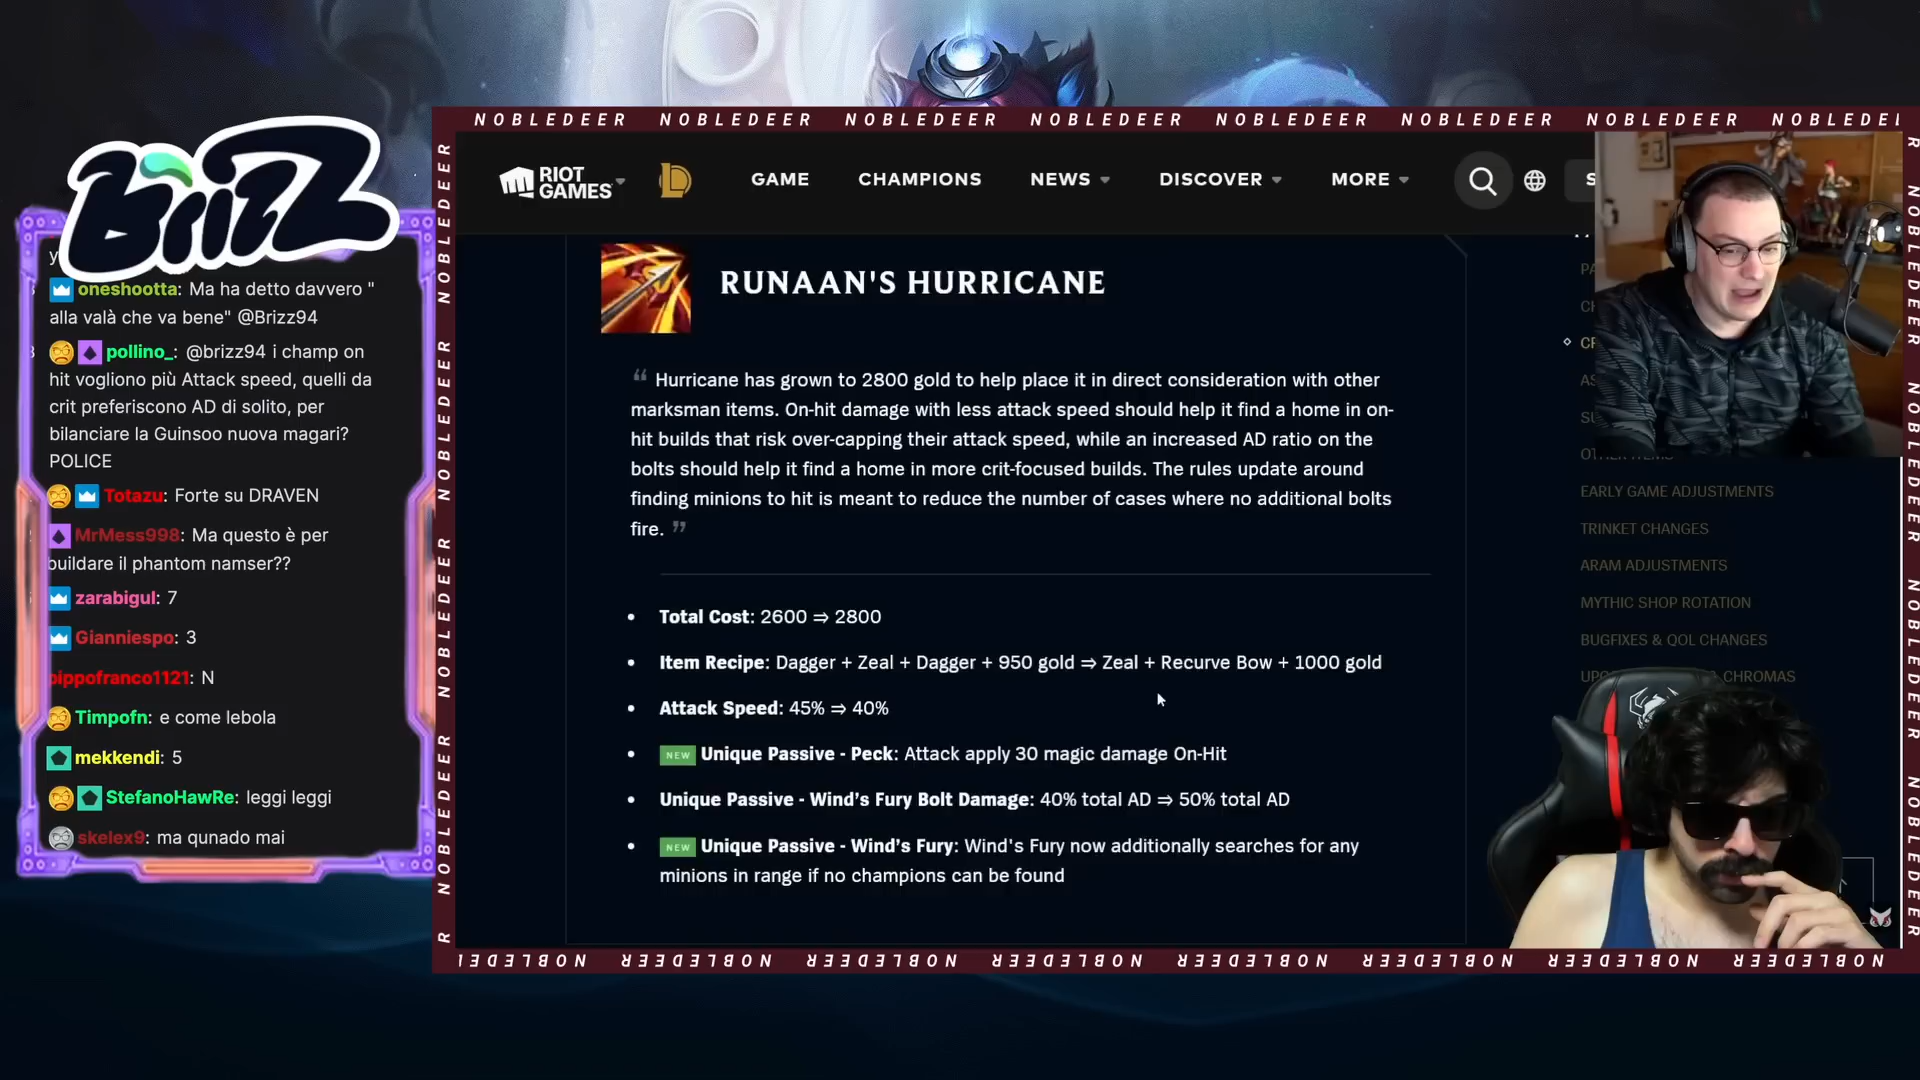 BrizZ
oneshootta: Ma ha detto davvero "
alla valà che va bene" @Brizz94
pollino_: @brizz94 i champ on
hit vogliono più Attack speed, quelli da
crit preferiscono AD di solito, per
bilanciare la Guinsoo nuova magari?
POLICE
Totazu: Forte su DRAVEN
MrMess998: Ma questo è per
buildare il phantom namser??
zarabigul: 7
Gianniespo: 3
pippofranco1121: N
Timpofn: e come lebola
mekkendi: 5
StefanoHawRe: leggi leggi
skelex9: ma qunado mai
NOBLEDEER NOBLEDEER NOBLEDEER NOBLEDEER NOBLEDEER NOBLEDEER NOBLEDEER
RIOT
GAMES
GAME
CHAMPIONS
NEWS
DISCOVER
MORE
RUNAAN'S HURRICANE
“ Hurricane has grown to 2800 gold to help place it in direct consideration with other
marksman items. On-hit damage with less attack speed should help it find a home in on-
hit builds that risk over-capping their attack speed, while an increased AD ratio on the
bolts should help it find a home in more crit-focused builds. The rules update around
finding minions to hit is meant to reduce the number of cases where no additional bolts
fire. ”
• Total Cost: 2600 ⇒ 2800
• Item Recipe: Dagger + Zeal + Dagger + 950 gold ⇒ Zeal + Recurve Bow + 1000 gold
• Attack Speed: 45% ⇒ 40%
• NEW Unique Passive - Peck: Attack apply 30 magic damage On-Hit
• Unique Passive - Wind's Fury Bolt Damage: 40% total AD ⇒ 50% total AD
• NEW Unique Passive - Wind's Fury: Wind's Fury now additionally searches for any
minions in range if no champions can be found
EARLY GAME ADJUSTMENTS
TRINKET CHANGES
ARAM ADJUSTMENTS
MYTHIC SHOP ROTATION
BUGFIXES & QOL CHANGES
CHROMAS
NOBLEDEER NOBLEDEER NOBLEDEER NOBLEDEER NOBLEDEER NOBLEDEER NOBLEDEER